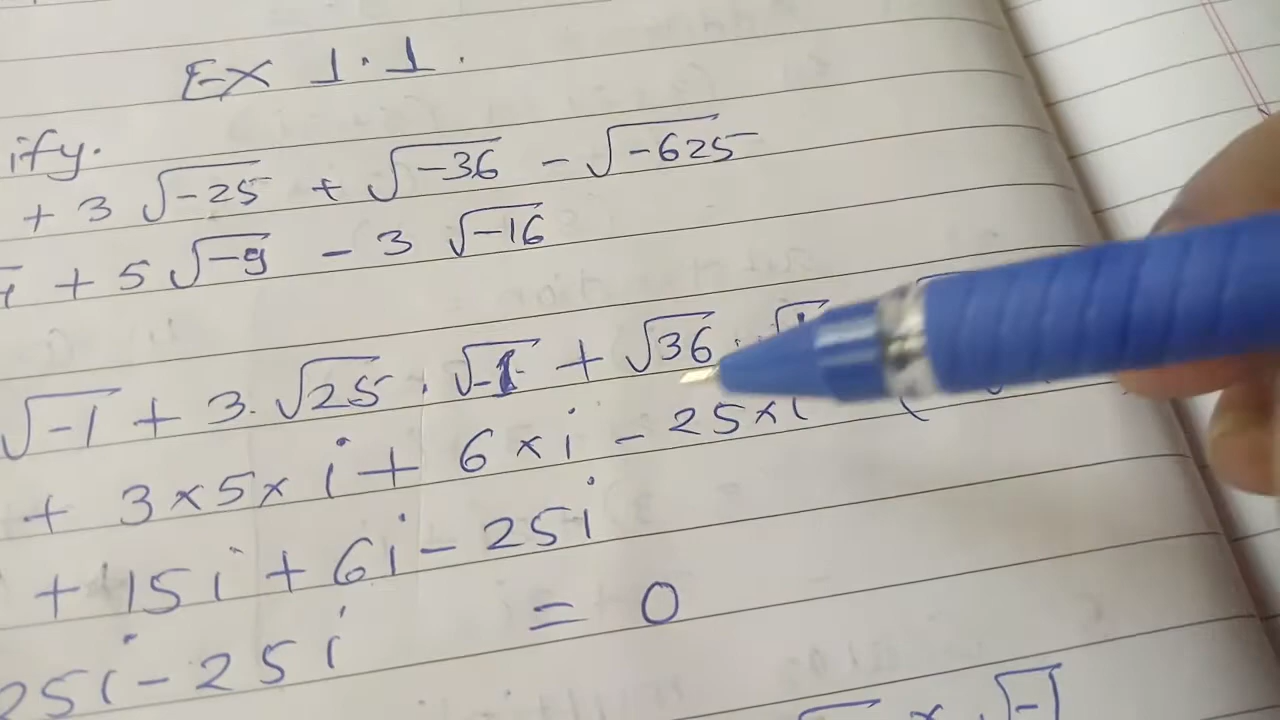 EX 1.1.
ify.
+ 3 √-25 + √-36 - √-625
+ 5 √-9 - 3 √-16
√-1 + 3. √25 . √-1 + √36 .
+ 3 × 5 × i + 6 × i - 25 × i
+ 15i + 6i - 25i
25i - 25i = 0
× √-1